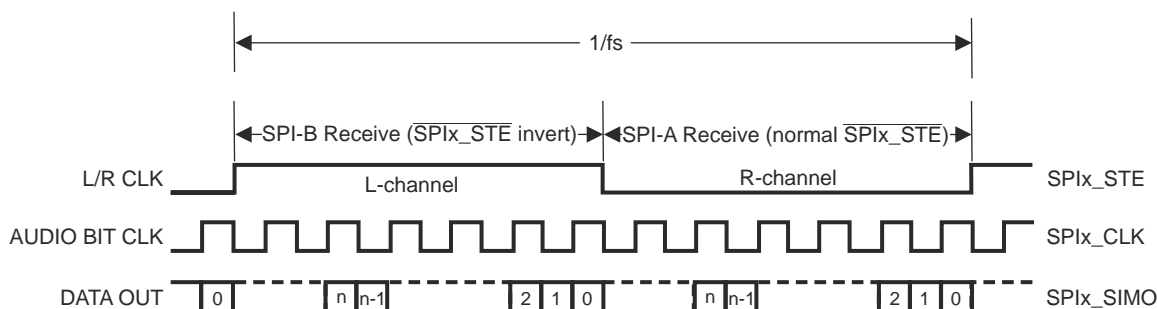 1/fs
SPI-B Receive (SPIx_STE invert) SPI-A Receive (normal SPIx_STE)
L/R CLK L-channel R-channel SPIx_STE
AUDIO BIT CLK SPIx_CLK
DATA OUT 0 n n-1 2 1 0 n n-1 2 1 0 SPIx_SIMO